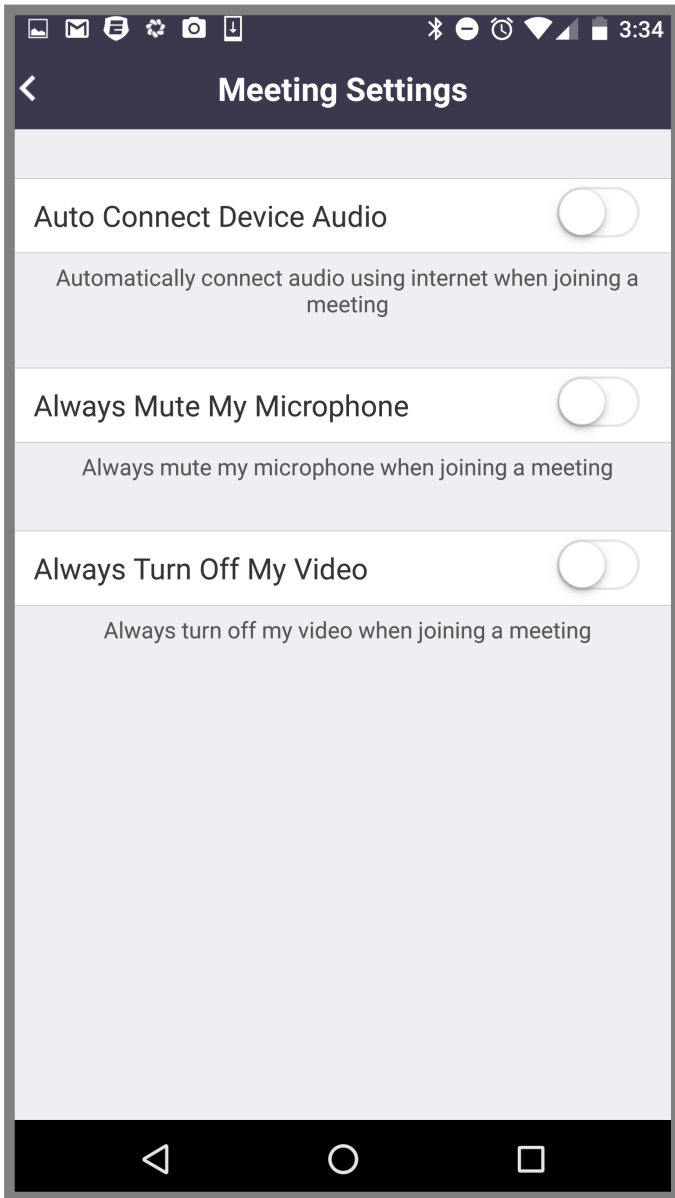 3:34
Meeting Settings
Auto Connect Device Audio
Automatically connect audio using internet when joining a
meeting
Always Mute My Microphone
Always mute my microphone when joining a meeting
Always Turn Off My Video
Always turn off my video when joining a meeting